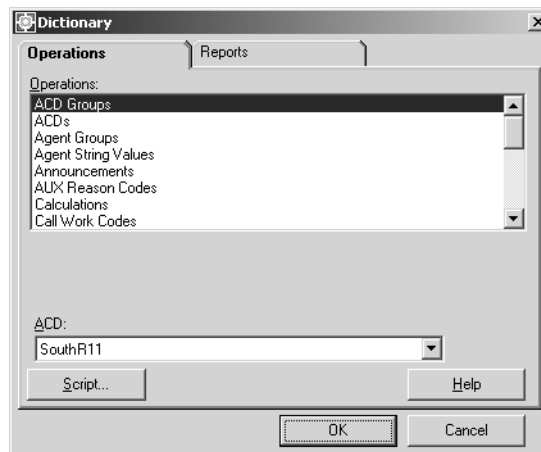 Dictionary
Operations
Reports
Operations:
ACD Groups
ACDs
Agent Groups
Agent String Values
Announcements
AUX Reason Codes
Calculations
Call Work Codes
ACD:
SouthR11
Script...
Help
OK
Cancel